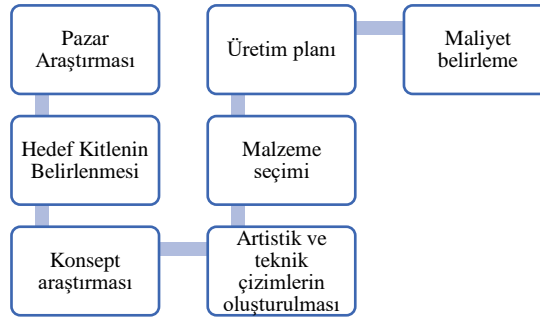 Pazar
Araştırması
Hedef Kitlenin
Belirlenmesi
Konsept
araştırması
Artistik ve
teknik
çizimlerin
oluşturulması
Malzeme
seçimi
Üretim planı
Maliyet
belirleme